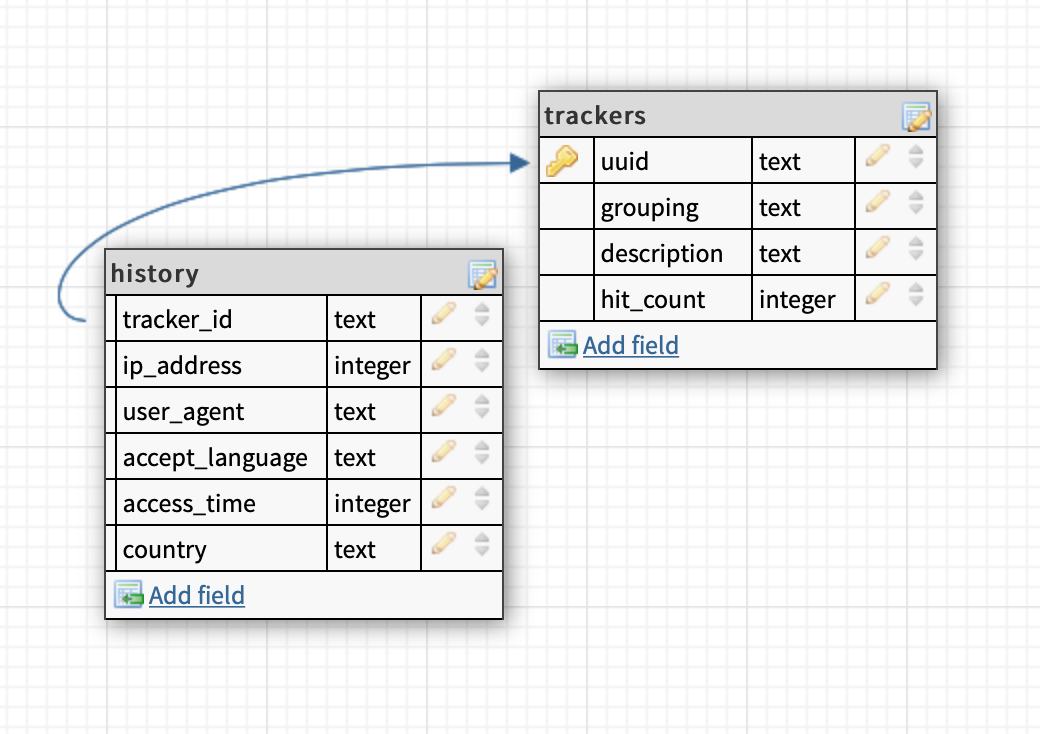 trackers
uuid text
grouping text
description text
hit_count integer
Add field
history
tracker_id text
ip_address integer
user_agent text
accept_language text
access_time integer
country text
Add field